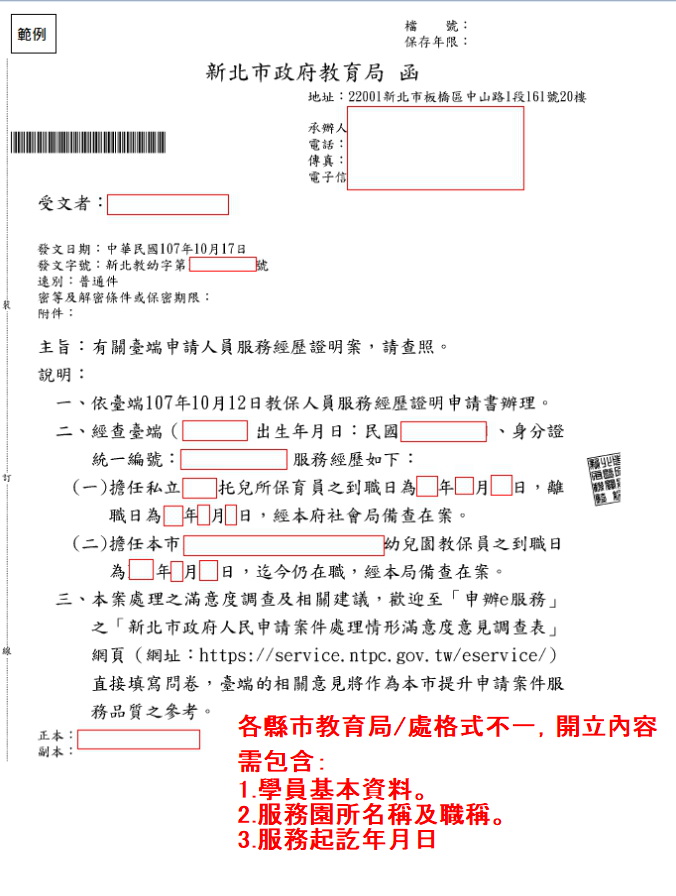 範例
檔　　號：
保存年限：
新北市政府教育局 函
地址：22001新北市板橋區中山路1段161號20樓
承辦人
電話：
傳真：
電子信
受文者：
發文日期：中華民國107年10月17日
發文字號：新北教幼字第　　號
速別：普通件
密等及解密條件或保密期限：
附件：
主旨：有關臺端申請人員服務經歷證明案，請查照。
說明：
一、依臺端107年10月12日教保人員服務經歷證明申請書辦理。
二、經查臺端（　　出生年月日：民國　　、身分證
統一編號：　　服務經歷如下：
(一)擔任私立　　托兒所保育員之到職日為　年　月　日，離
職日為　年　月　日，經本府社會局備查在案。
(二)擔任本市　　幼兒園教保員之到職日
為　年　月　日，迄今仍在職，經本局備查在案。
三、本案處理之滿意度調查及相關建議，歡迎至「申辦e服務」
之「新北市政府人民申請案件處理情形滿意度意見調查表」
網頁（網址：https://service.ntpc.gov.tw/eservice/）
直接填寫問卷，臺端的相關意見將作為本市提升申請案件服
務品質之參考。
正本：
副本：
裝
訂
線
各縣市教育局/處格式不一，開立內容
需包含：
1.學員基本資料。
2.服務園所名稱及職稱。
3.服務起訖年月日